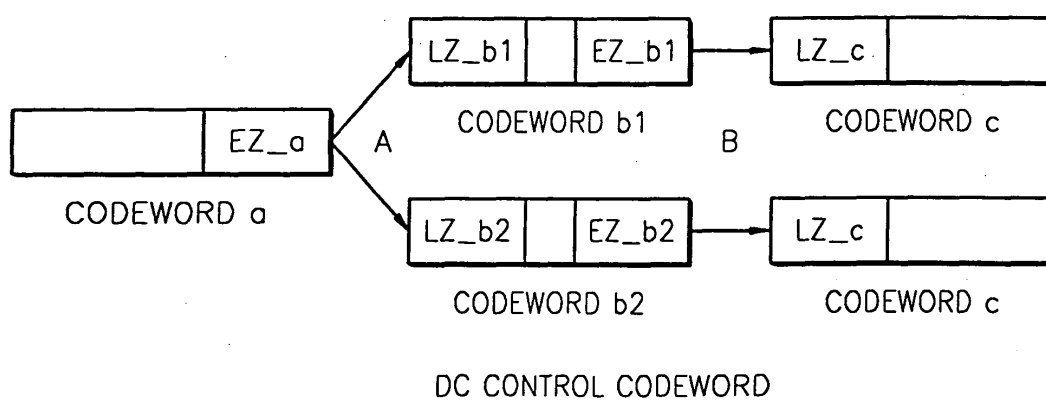 LZ_b1 EZ_b1 LZ_c
CODEWORD b1 CODEWORD c
EZ_a A B
CODEWORD a
LZ_b2 EZ_b2 LZ_c
CODEWORD b2 CODEWORD c
DC CONTROL CODEWORD